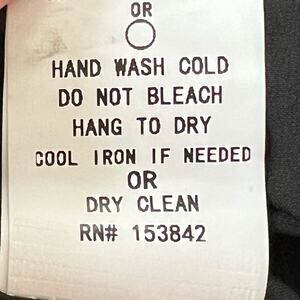 OR
HAND WASH COLD
DO NOT BLEACH
HANG TO DRY
COOL IRON IF NEEDED
OR
DRY CLEAN
RN# 153842